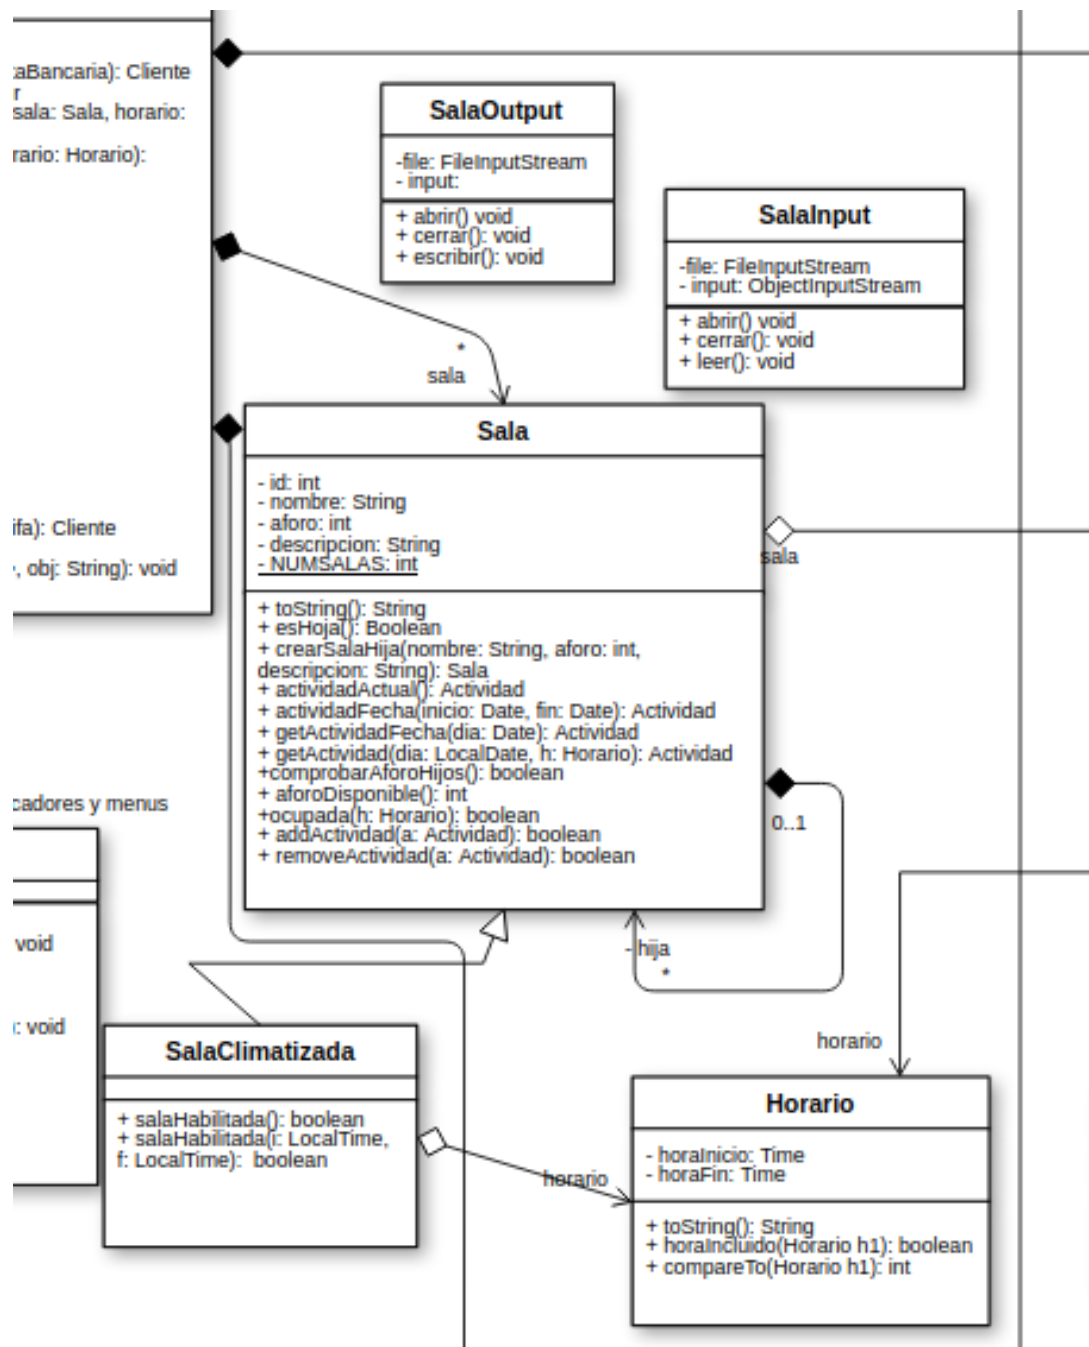 aBancaria): Cliente
r
sala: Sala, horario:
rario: Horario):
ifa): Cliente
, obj: String): void
SalaOutput
-file: FileInputStream
- input:
+ abrir() void
+ cerrar(): void
+ escribir(): void
SalaInput
-file: FileInputStream
- input: ObjectInputStream
+ abrir() void
+ cerrar(): void
+ leer(): void
*
sala
Sala
- id: int
- nombre: String
- aforo: int
- descripcion: String
- NUMSALAS: int
+ toString(): String
+ esHoja(): Boolean
+ crearSalaHija(nombre: String, aforo: int,
descripcion: String): Sala
+ actividadActual(): Actividad
+ actividadFecha(inicio: Date, fin: Date): Actividad
+ getActividadFecha(dia: Date): Actividad
+ getActividad(dia: LocalDate, h: Horario): Actividad
+comprobarAforoHijos(): boolean
+ aforoDisponible(): int
+ocupada(h: Horario): boolean
+ addActividad(a: Actividad): boolean
+ removeActividad(a: Actividad): boolean
sala
0..1
- hija
*
cadores y menus
void
: void
SalaClimatizada
+ salaHabilitada(): boolean
+ salaHabilitada(i: LocalTime,
f: LocalTime): boolean
horario
horario
Horario
- horaInicio: Time
- horaFin: Time
+ toString(): String
+ horaIncluido(Horario h1): boolean
+ compareTo(Horario h1): int